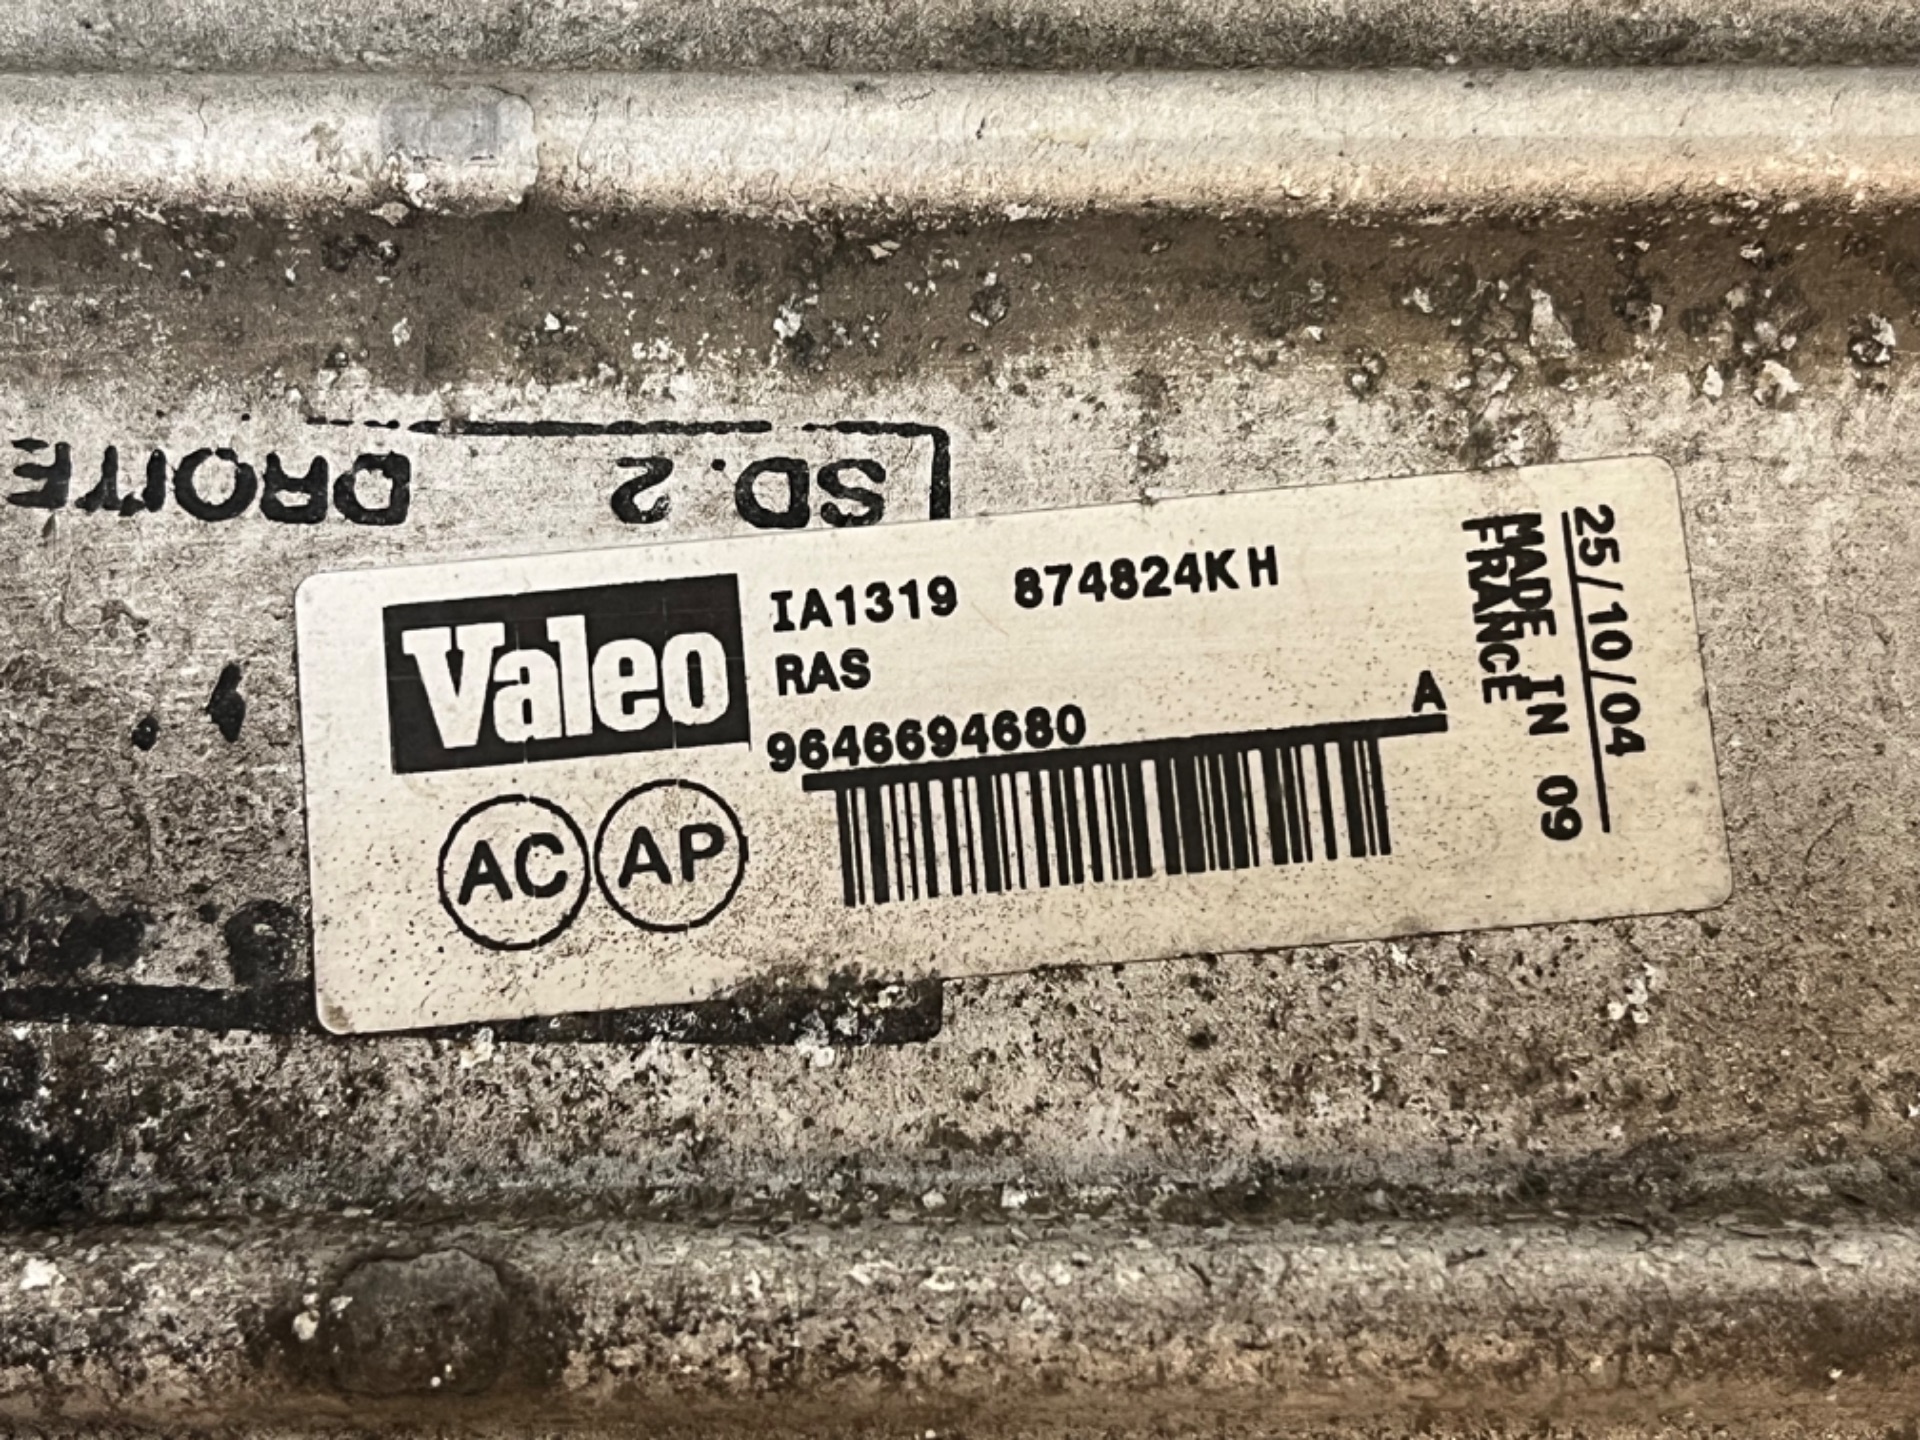 SD.2 DROITE
Valeo
IA1319 874824KH
RAS
9646694680 A
AC AP
25/10/04
MADE IN 09
FRANCE